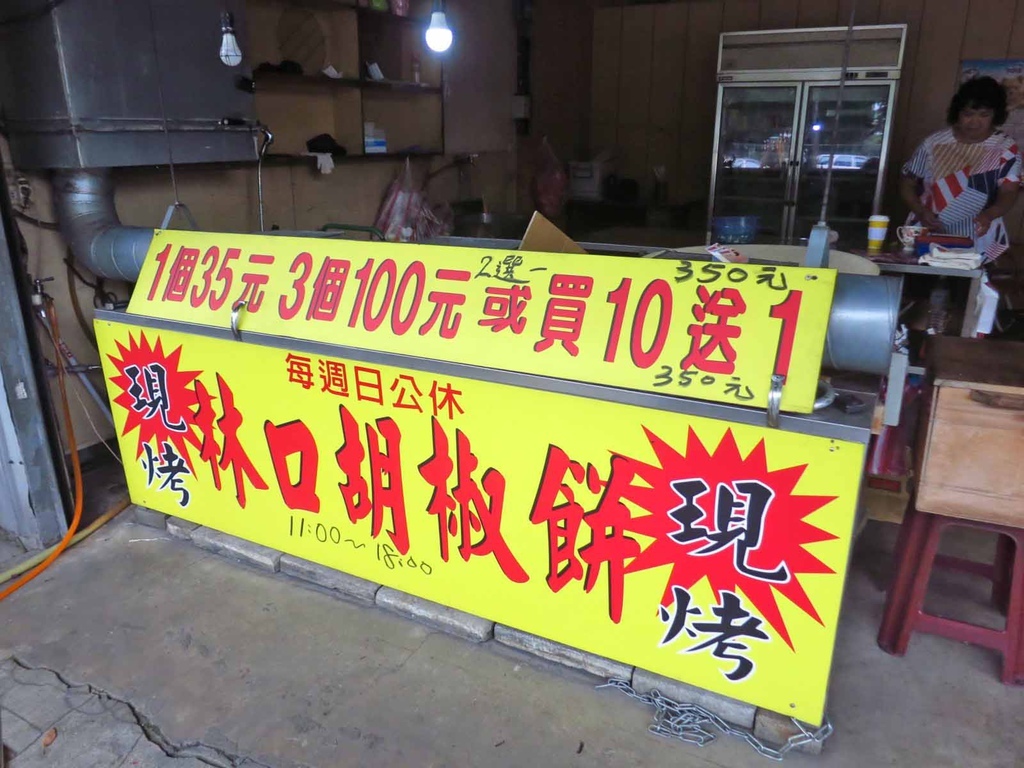 2選一 350元
1個35元 3個100元 或買10送1
350元
每週日公休
現烤 林口胡椒餅 現烤
11:00~18:00